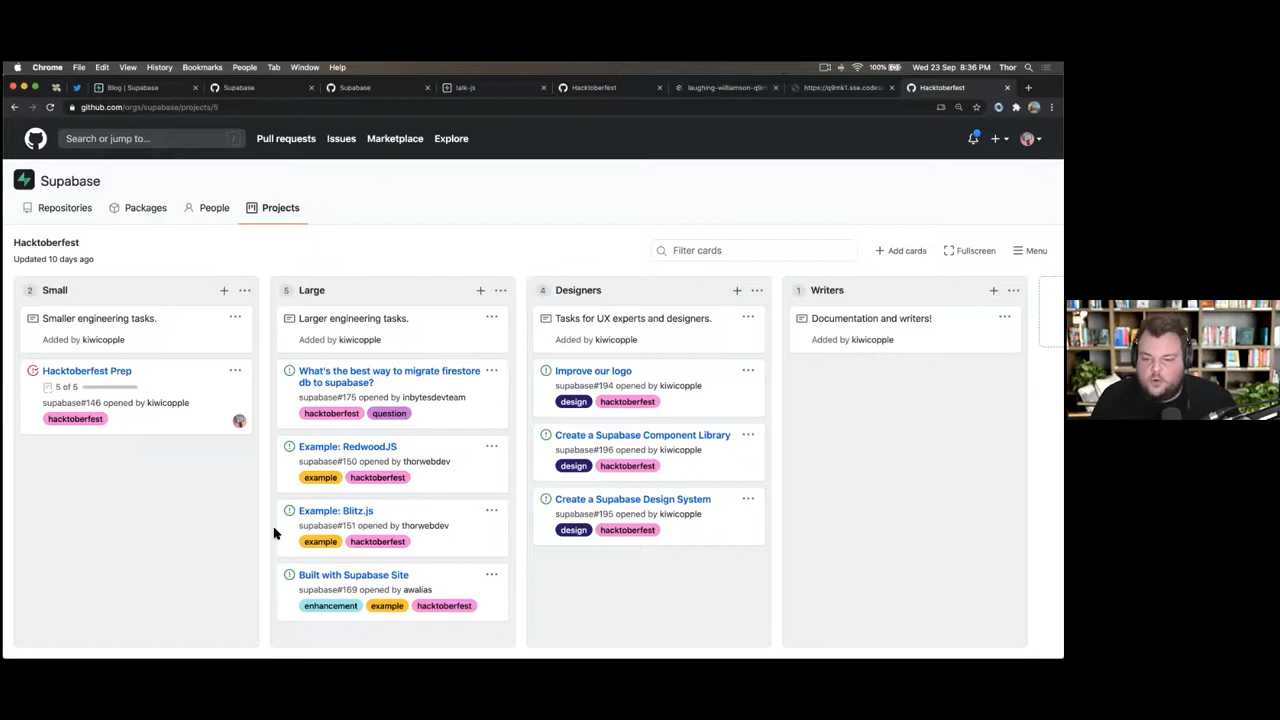 Chrome File Edit View History Bookmarks People Tab Window Help 100% Wed 23 Sep 8:36 PM Thor
Blog | Supabase Supabase Supabase talk-js Hacktoberfest laughing-williamson-q9m Hacktoberfest
github.com/orgs/supabase/projects/5
Search or jump to... / Pull requests Issues Marketplace Explore
Supabase
Repositories Packages People Projects
Hacktoberfest
Updated 10 days ago
Filter cards
Add cards Fullscreen Menu
2 Small
Smaller engineering tasks.
Added by kiwicopple
Hacktoberfest Prep
5 of 5
supabase#146 opened by kiwicopple
hacktoberfest
5 Large
Larger engineering tasks.
Added by kiwicopple
What's the best way to migrate firestore
db to supabase?
supabase#175 opened by inbytesdevteam
hacktoberfest question
Example: RedwoodJS
supabase#150 opened by thorwebdev
example hacktoberfest
Example: Blitz.js
supabase#151 opened by thorwebdev
example hacktoberfest
Built with Supabase Site
supabase#169 opened by awalias
enhancement example hacktoberfest
4 Designers
Tasks for UX experts and designers.
Added by kiwicopple
Improve our logo
supabase#194 opened by kiwicopple
design hacktoberfest
Create a Supabase Component Library
supabase#196 opened by kiwicopple
design hacktoberfest
Create a Supabase Design System
supabase#195 opened by kiwicopple
design hacktoberfest
1 Writers
Documentation and writers!
Added by kiwicopple